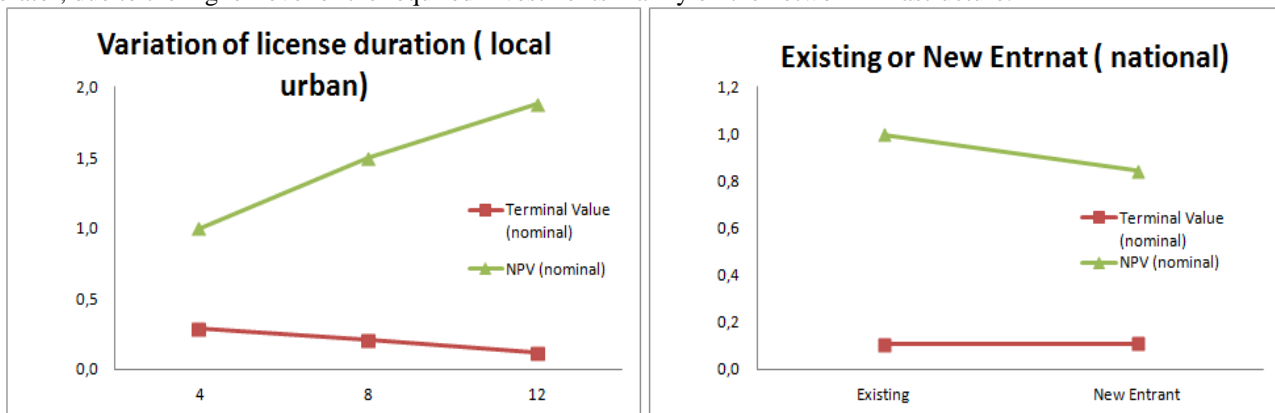 Variation of license duration ( local
urban)
2,0
1,5
1,0
0,5
0,0
4
8
12
Terminal Value
(nominal)
NPV (nominal)
Existing or New Entrnat ( national)
1,2
1,0
0,8
0,6
0,4
0,2
0,0
Existing
New Entrant
Terminal Value
(nominal)
NPV (nominal)